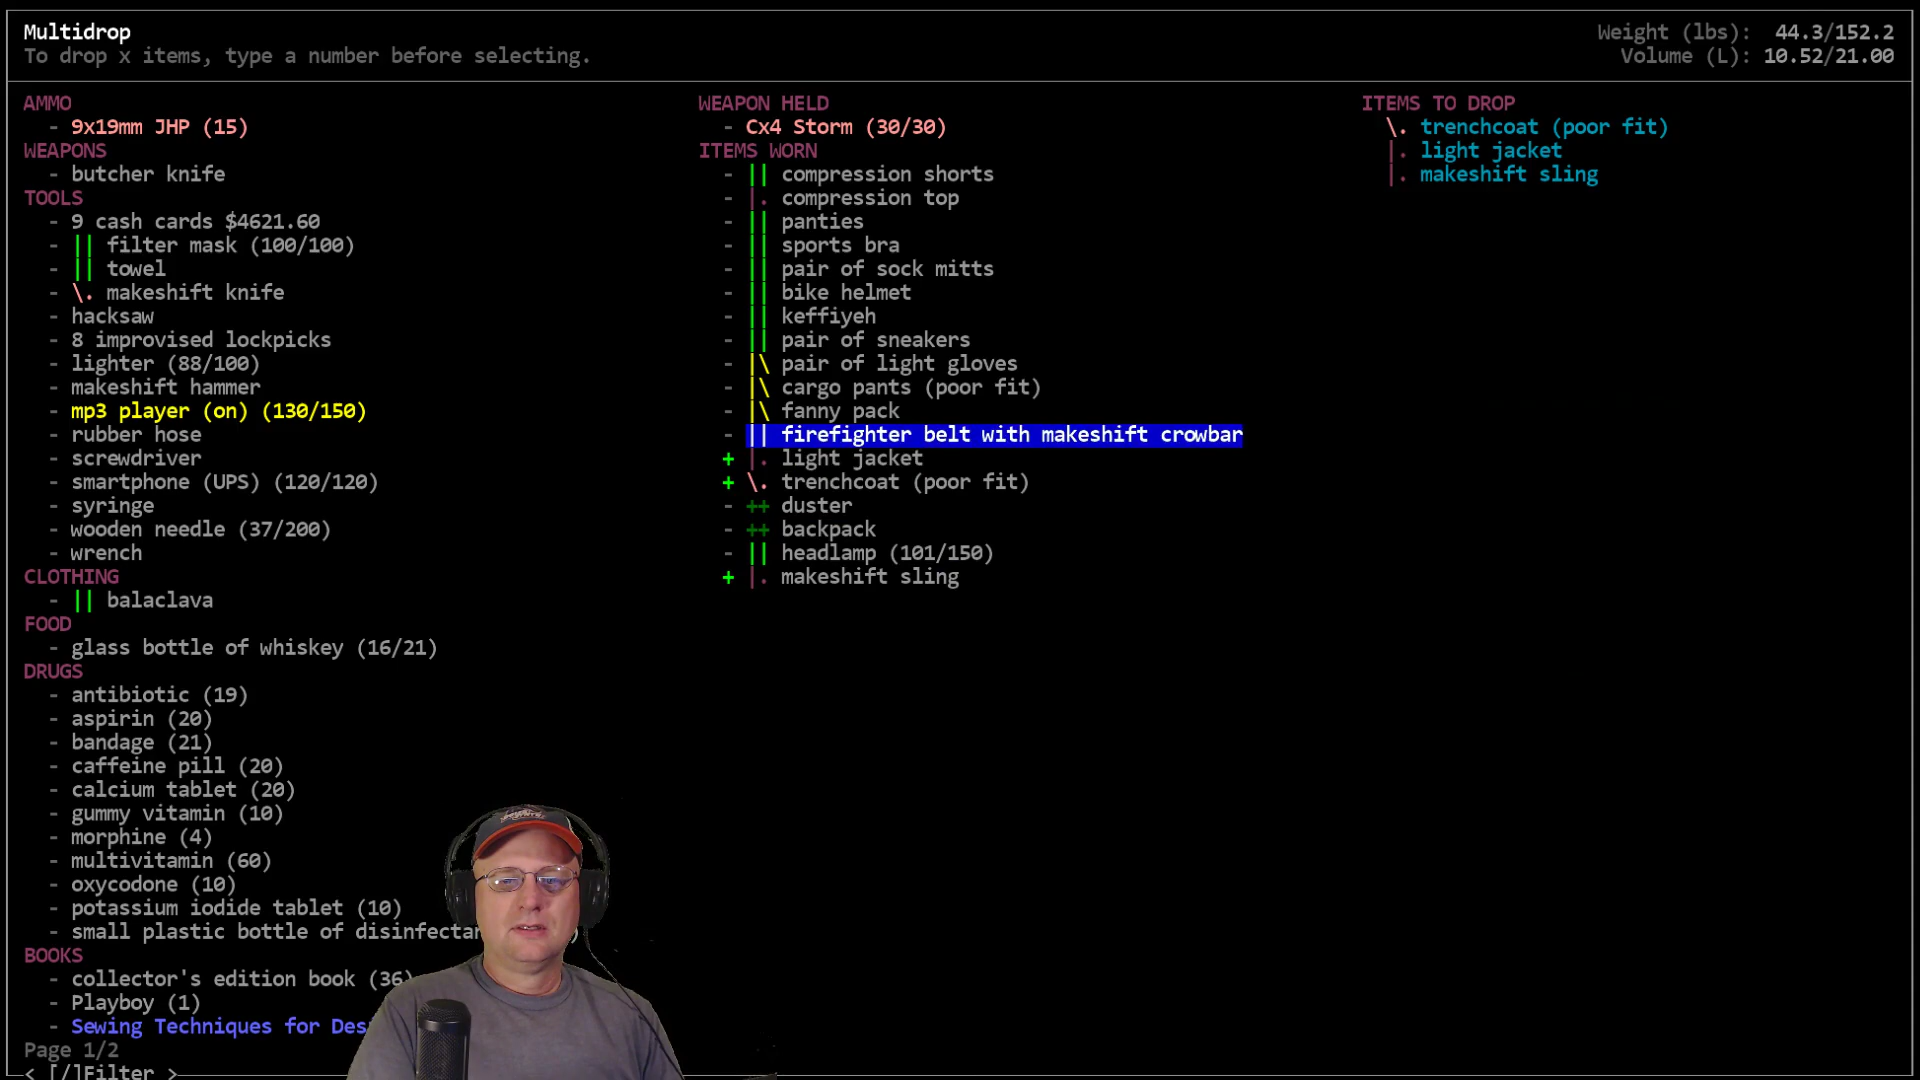 Multidrop
To drop x items, type a number before selecting.
Weight (lbs): 44.3/152.2
Volume (L): 10.52/21.00
AMMO
- 9x19mm JHP (15)
WEAPONS
- butcher knife
TOOLS
- 9 cash cards $4621.60
- || filter mask (100/100)
- || towel
- \. makeshift knife
- hacksaw
- 8 improvised lockpicks
- lighter (88/100)
- makeshift hammer
- mp3 player (on) (130/150)
- rubber hose
- screwdriver
- smartphone (UPS) (120/120)
- syringe
- wooden needle (37/200)
- wrench
CLOTHING
- || balaclava
FOOD
- glass bottle of whiskey (16/21)
DRUGS
- antibiotic (19)
- aspirin (20)
- bandage (21)
- caffeine pill (20)
- calcium tablet (20)
- gummy vitamin (10)
- morphine (4)
- multivitamin (60)
- oxycodone (10)
- potassium iodide tablet (10)
- small plastic bottle of disinfectan
BOOKS
- collector's edition book (36)
- Playboy (1)
- Sewing Techniques for Des
Page 1/2
< [/]Filter >
WEAPON HELD
- Cx4 Storm (30/30)
ITEMS WORN
- || compression shorts
- |. compression top
- || panties
- || sports bra
- || pair of sock mitts
- || bike helmet
- || keffiyeh
- || pair of sneakers
- |\ pair of light gloves
- |\ cargo pants (poor fit)
- |\ fanny pack
- || firefighter belt with makeshift crowbar
+ |. light jacket
+ \. trenchcoat (poor fit)
- ++ duster
- ++ backpack
- || headlamp (101/150)
+ |. makeshift sling
ITEMS TO DROP
\. trenchcoat (poor fit)
|. light jacket
|. makeshift sling